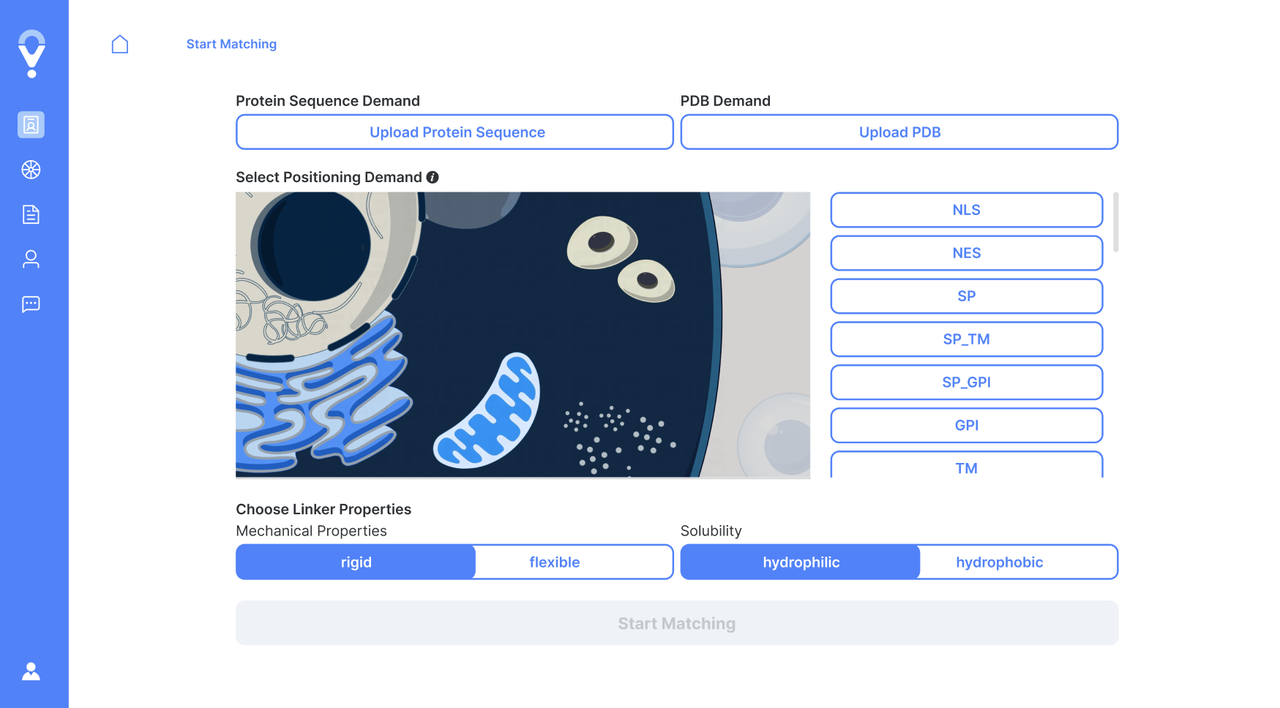 Start Matching
Protein Sequence Demand
PDB Demand
Upload Protein Sequence
Upload PDB
Select Positioning Demand i
NLS
NES
SP
SP_TM
SP_GPI
GPI
TM
Choose Linker Properties
Mechanical Properties
Solubility
rigid
flexible
hydrophilic
hydrophobic
Start Matching